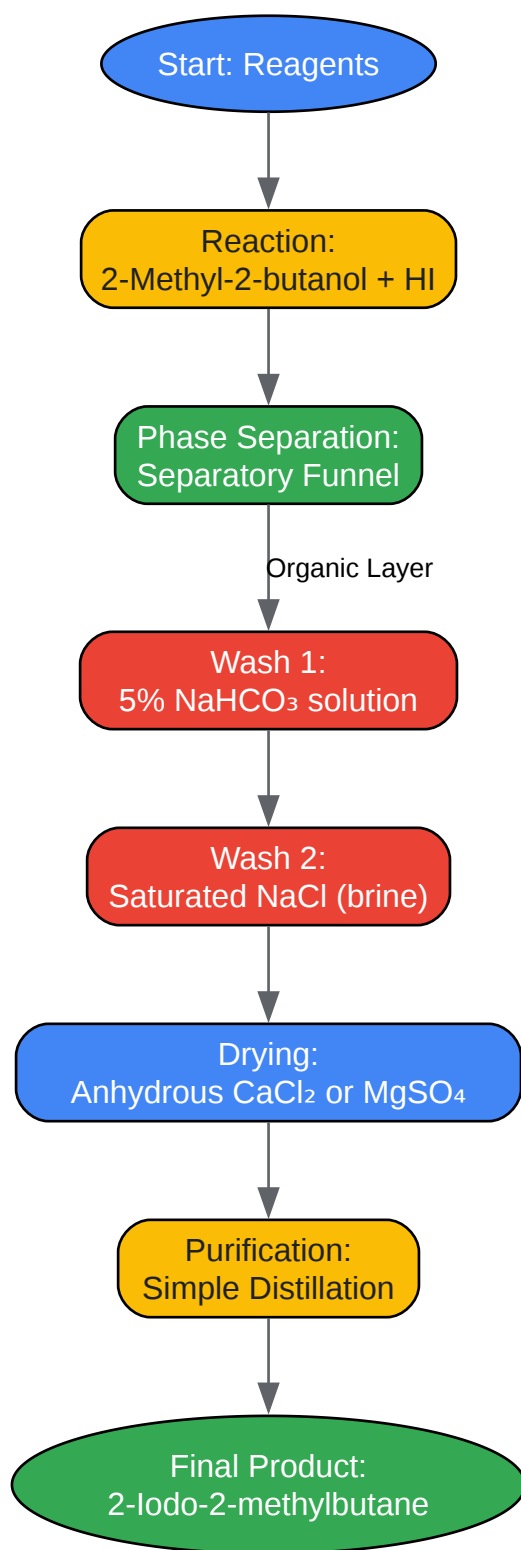 Start: Reagents
Reaction:
2-Methyl-2-butanol + HI
Phase Separation:
Separatory Funnel
Organic Layer
Wash 1:
5% NaHCO₃ solution
Wash 2:
Saturated NaCl (brine)
Drying:
Anhydrous CaCl₂ or MgSO₄
Purification:
Simple Distillation
Final Product:
2-Iodo-2-methylbutane